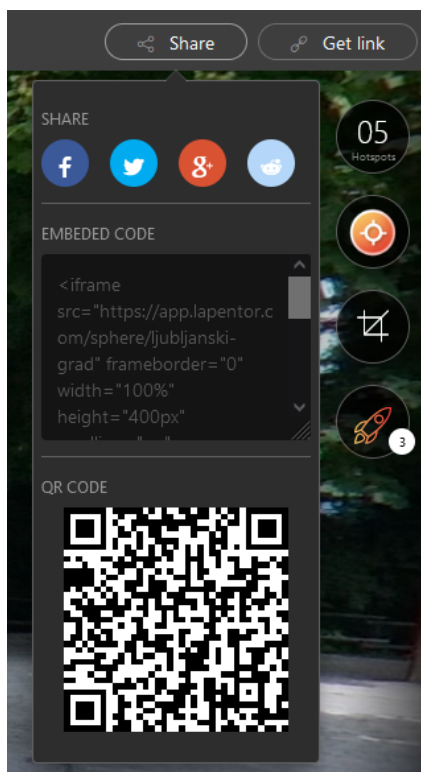 Share
Get link
SHARE
f
g+
05
Hotspots
EMBEDED CODE
<iframe
src="https://app.lapentor.c
om/sphere/ljubljanski-
grad" frameborder="0"
width="100%"
height="400px"
3
QR CODE